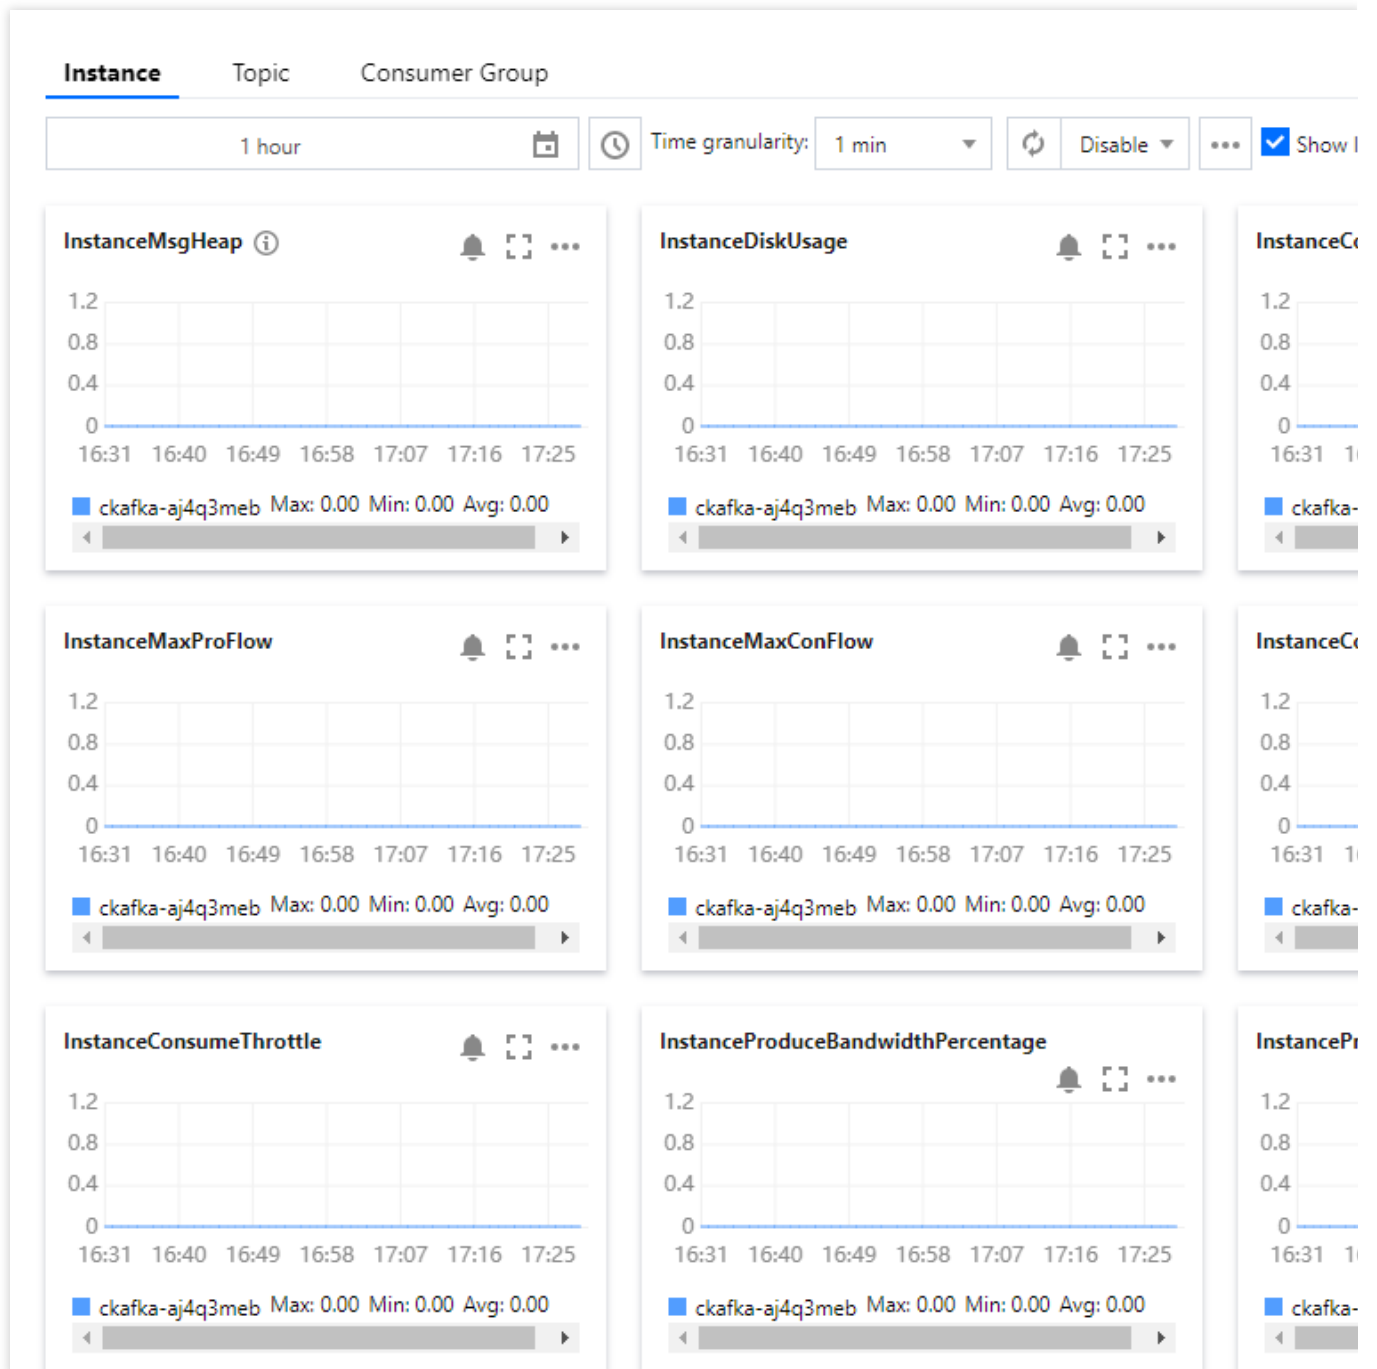 Instance Topic Consumer Group
1 hour Time granularity: 1 min Disable Show
InstanceMsgHeap InstanceDiskUsage
1.2 1.2 1.2
0.8 0.8 0.8
0.4 0.4 0.4
0 0 0
16:31 16:40 16:49 16:58 17:07 17:16 17:25 16:31 16:40 16:49 16:58 17:07 17:16 17:25 16:31
ckafka-aj4q3meb Max: 0.00 Min: 0.00 Avg: 0.00 ckafka-aj4q3meb Max: 0.00 Min: 0.00 Avg: 0.00 ckafka-
InstanceMaxProFlow InstanceMaxConFlow
1.2 1.2 1.2
0.8 0.8 0.8
0.4 0.4 0.4
0 0 0
16:31 16:40 16:49 16:58 17:07 17:16 17:25 16:31 16:40 16:49 16:58 17:07 17:16 17:25 16:31
ckafka-aj4q3meb Max: 0.00 Min: 0.00 Avg: 0.00 ckafka-aj4q3meb Max: 0.00 Min: 0.00 Avg: 0.00 ckafka-
InstanceConsumeThrottle InstanceProduceBandwidthPercentage
1.2 1.2 1.2
0.8 0.8 0.8
0.4 0.4 0.4
0 0 0
16:31 16:40 16:49 16:58 17:07 17:16 17:25 16:31 16:40 16:49 16:58 17:07 17:16 17:25 16:31
ckafka-aj4q3meb Max: 0.00 Min: 0.00 Avg: 0.00 ckafka-aj4q3meb Max: 0.00 Min: 0.00 Avg: 0.00 ckafka-